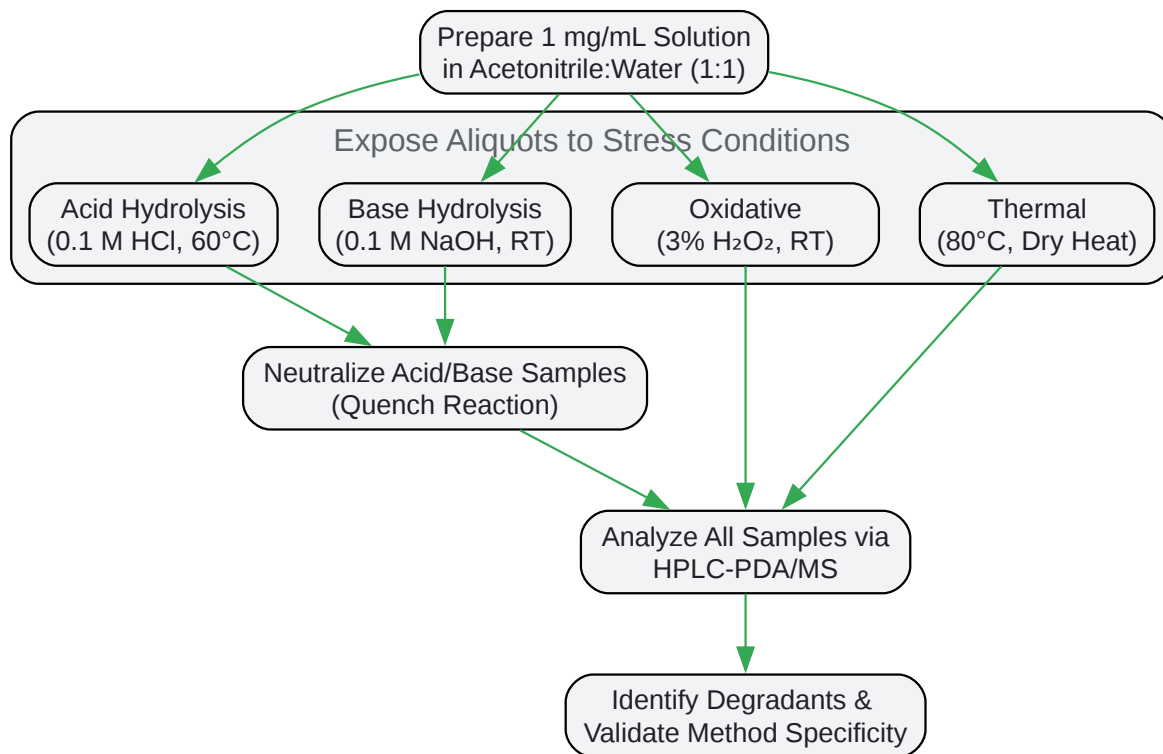 Prepare 1 mg/mL Solution
in Acetonitrile:Water (1:1)
Expose Aliquots to Stress Conditions
Acid Hydrolysis
(0.1 M HCl, 60°C)
Base Hydrolysis
(0.1 M NaOH, RT)
Oxidative
(3% H₂O₂, RT)
Thermal
(80°C, Dry Heat)
Neutralize Acid/Base Samples
(Quench Reaction)
Analyze All Samples via
HPLC-PDA/MS
Identify Degradants &
Validate Method Specificity